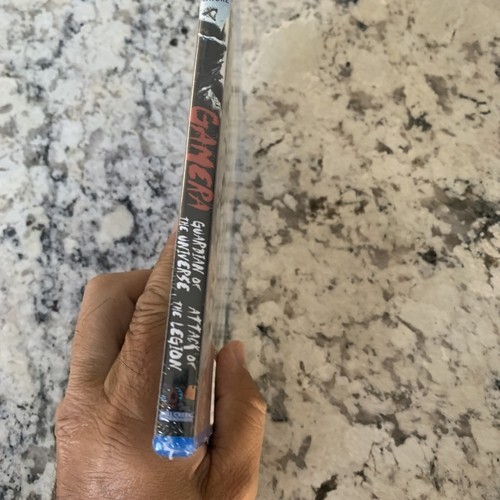 GAMERA
GUARDIAN OF
THE UNIVERSE,
ATTACK OF
THE LEGION,